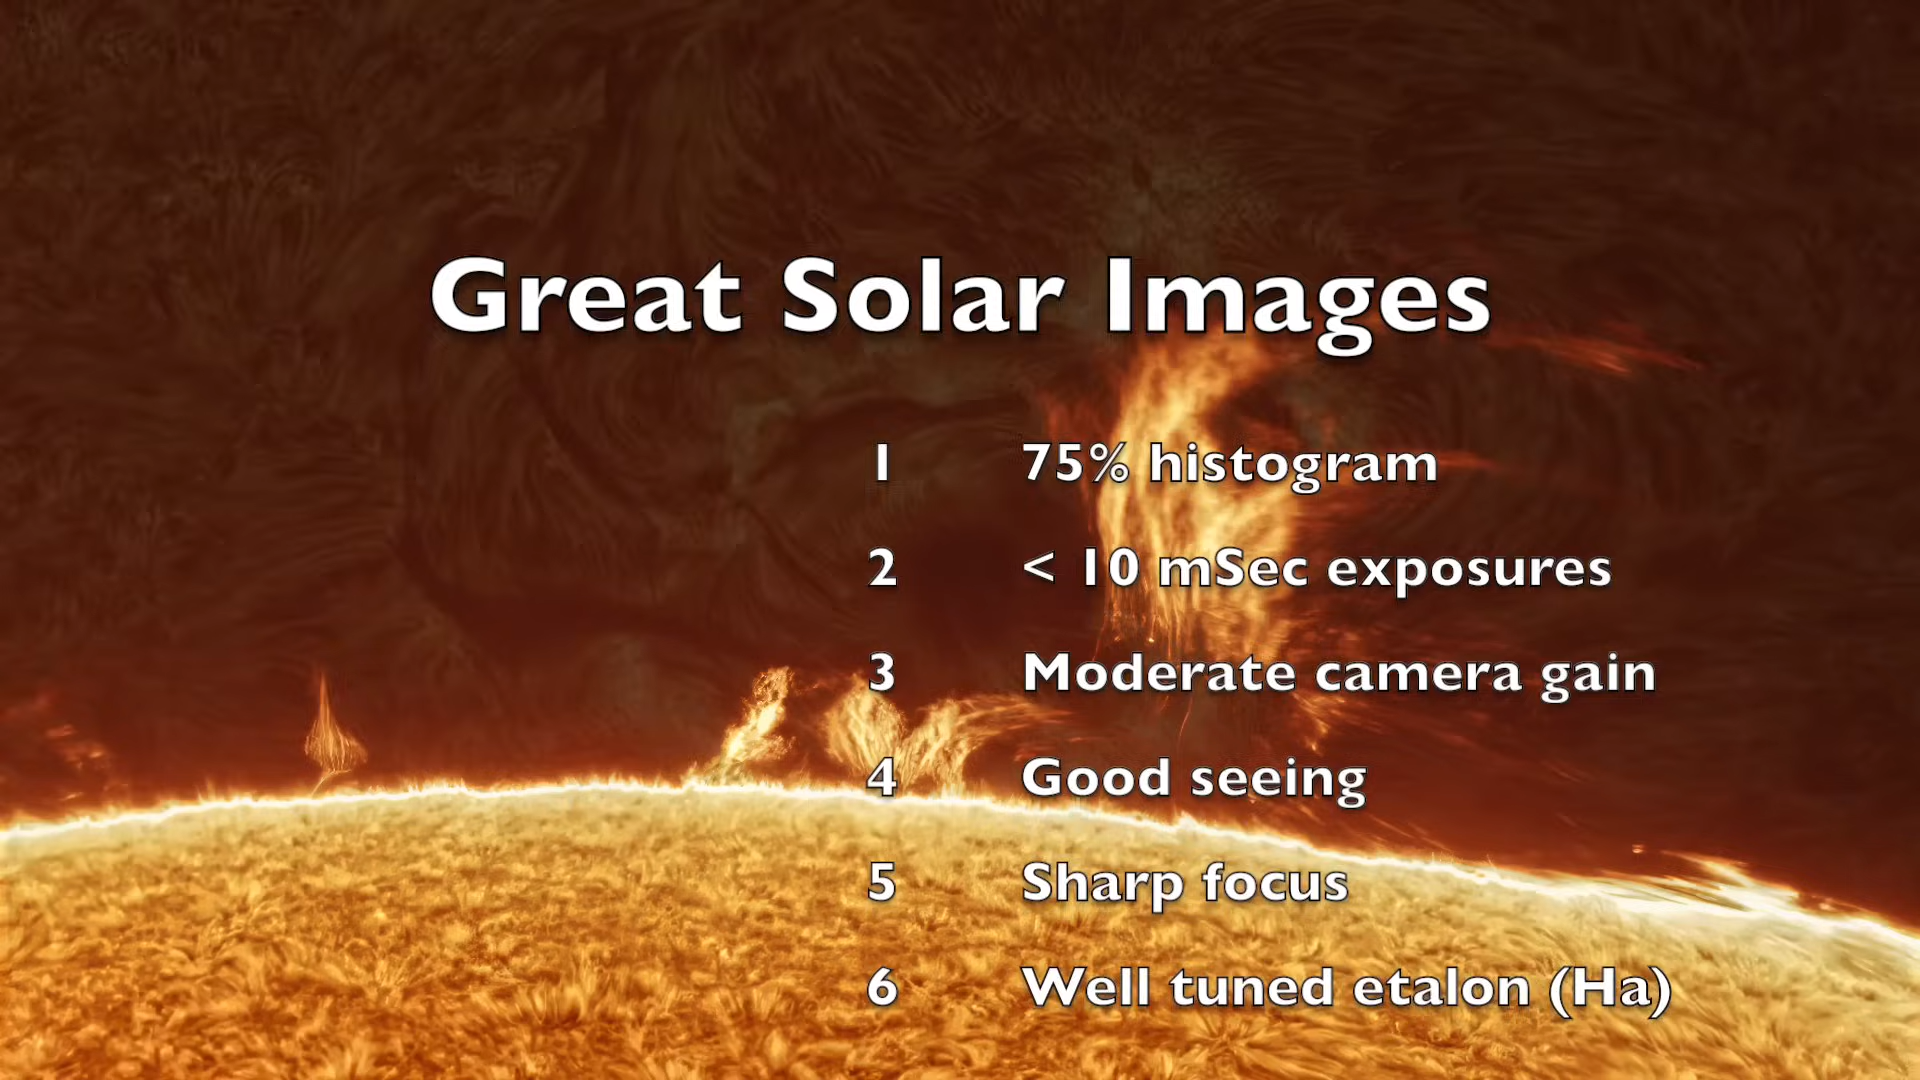 Great Solar Images
1 75% histogram
2 < 10 mSec exposures
3 Moderate camera gain
4 Good seeing
5 Sharp focus
6 Well tuned etalon (Ha)